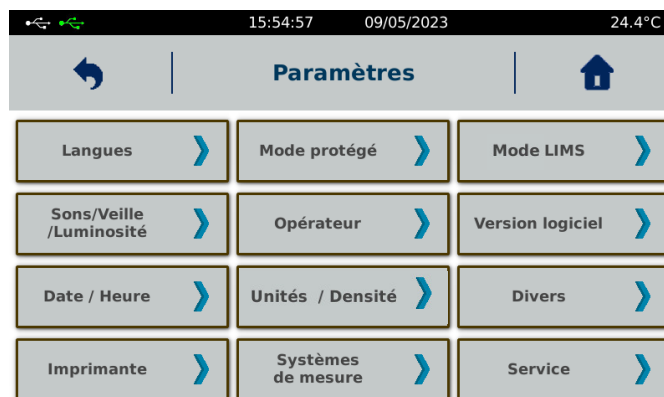 15:54:57 09/05/2023 24.4°C
Paramètres
Langues
Mode protégé
Mode LIMS
Sons/Veille
/Luminosité
Opérateur
Version logiciel
Date / Heure
Unités / Densité
Divers
Imprimante
Systèmes
de mesure
Service